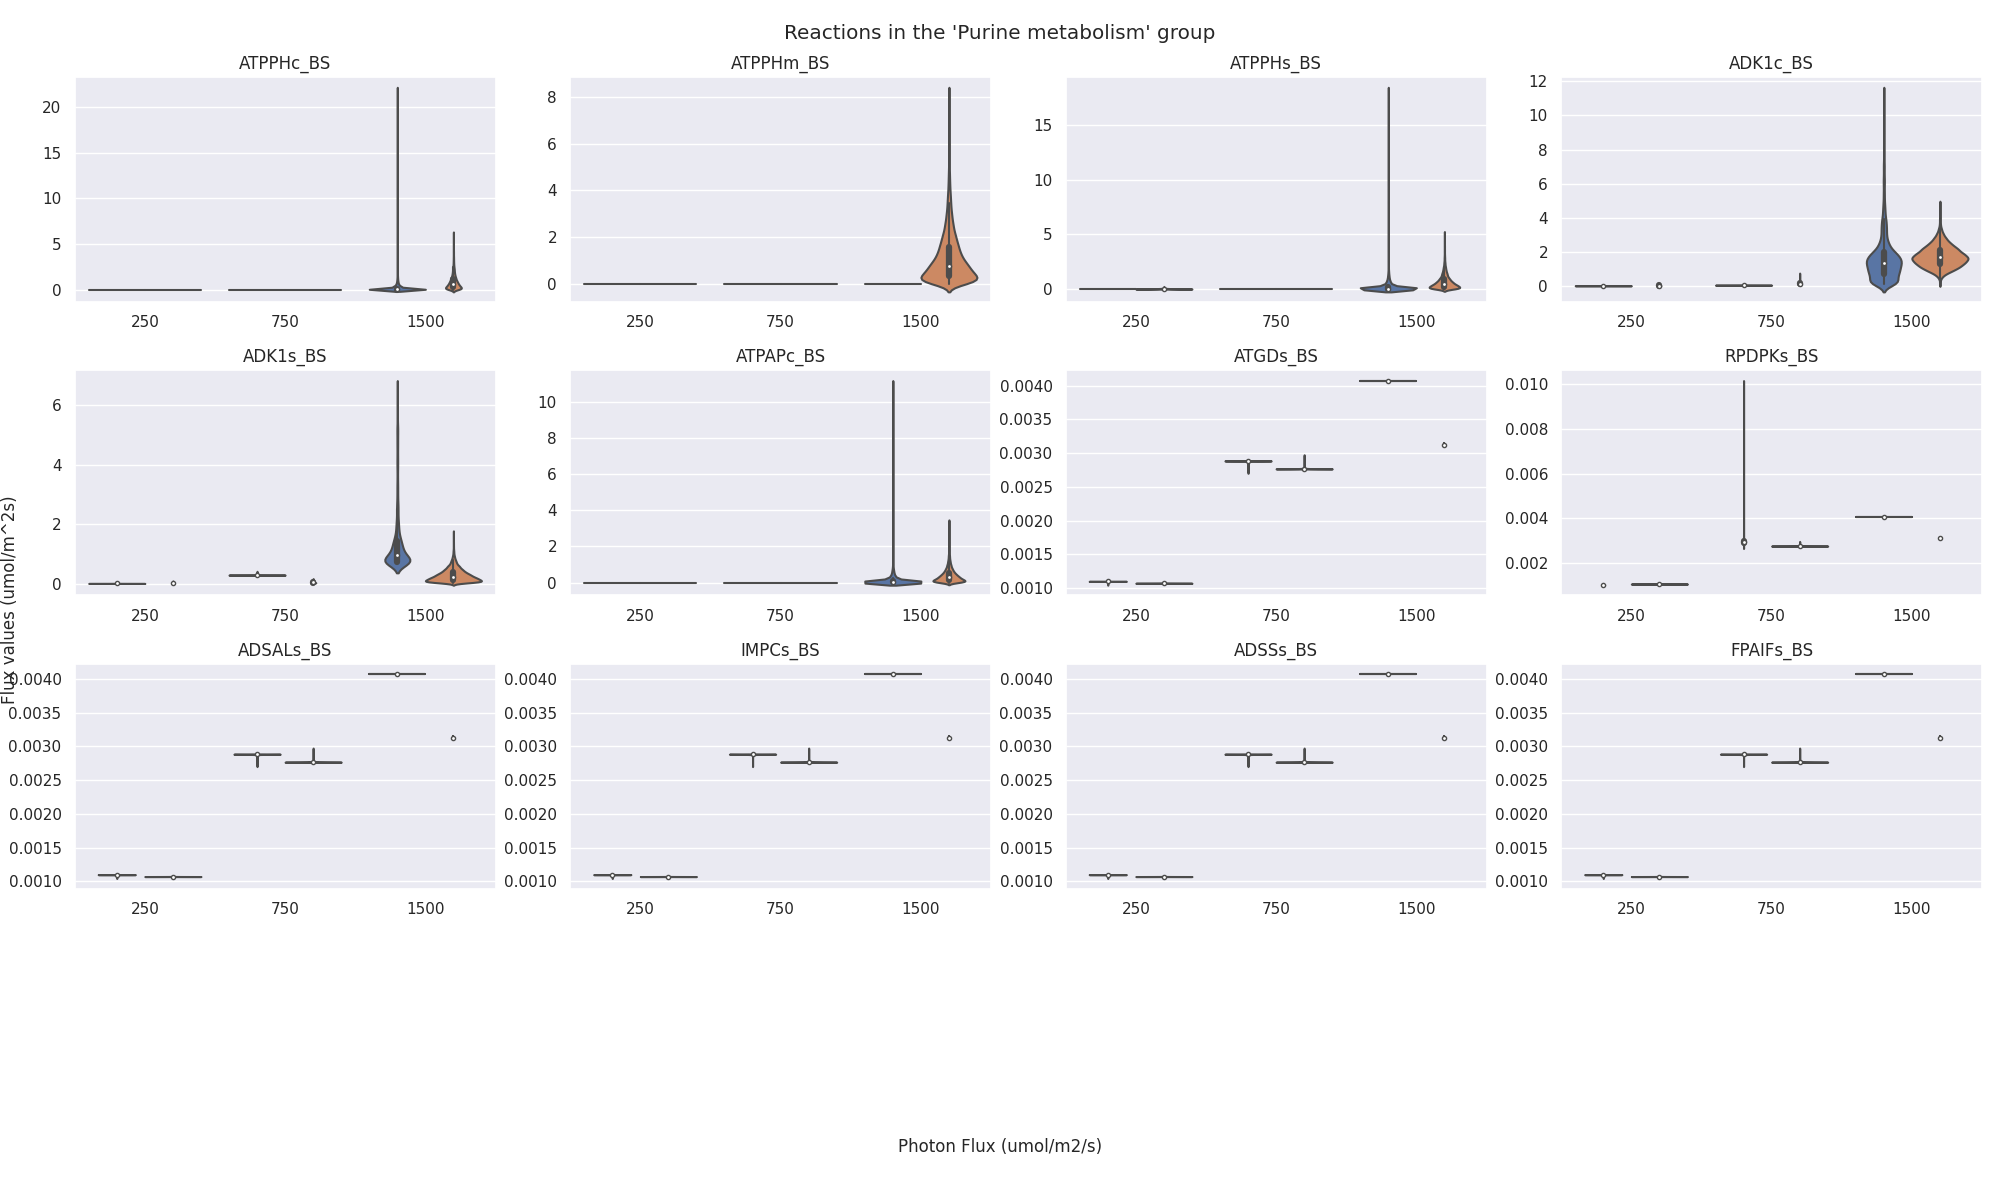 Reactions in the 'Purine metabolism' group
ATPPHc_BS
20
15
10
5
0
250 750 1500
ATPPHm_BS
8
6
4
2
0
250 750 1500
ATPPHs_BS
15
10
5
0
250 750 1500
ADK1c_BS
12
10
8
6
4
2
0
250 750 1500
ADK1s_BS
6
4
2
0
250 750 1500
ATPAPc_BS
10
8
6
4
2
0
250 750 1500
ATGDs_BS
0.0040
0.0035
0.0030
0.0025
0.0020
0.0015
0.0010
250 750 1500
RPDPKs_BS
0.010
0.008
0.006
0.004
0.002
250 750 1500
Flux values (umol/m^2s)
ADSALs_BS
0.0040
0.0035
0.0030
0.0025
0.0020
0.0015
0.0010
250 750 1500
IMPCs_BS
0.0040
0.0035
0.0030
0.0025
0.0020
0.0015
0.0010
250 750 1500
ADSSs_BS
0.0040
0.0035
0.0030
0.0025
0.0020
0.0015
0.0010
250 750 1500
FPAIFs_BS
0.0040
0.0035
0.0030
0.0025
0.0020
0.0015
0.0010
250 750 1500
Photon Flux (umol/m2/s)